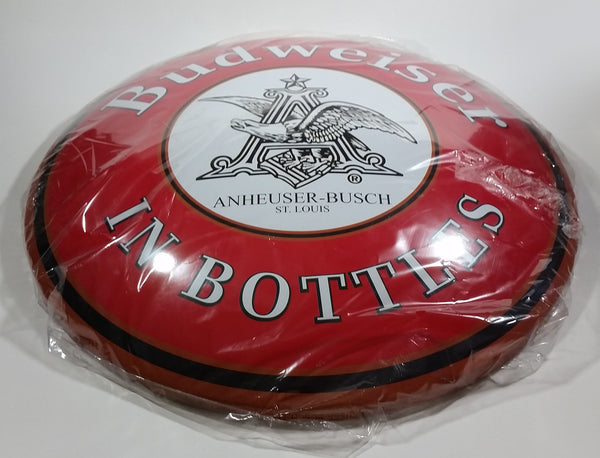 Budweiser
®
ANHEUSER-BUSCH
ST. LOUIS
IN BOTTLES